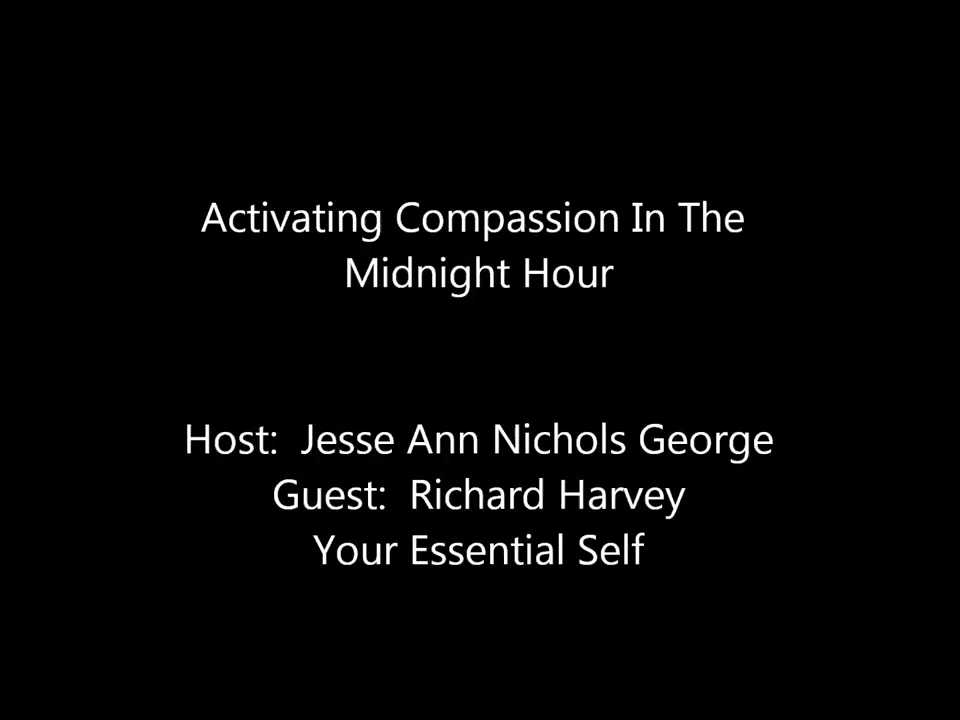 Activating Compassion In The
Midnight Hour
Host:  Jesse Ann Nichols George
Guest:  Richard Harvey
Your Essential Self